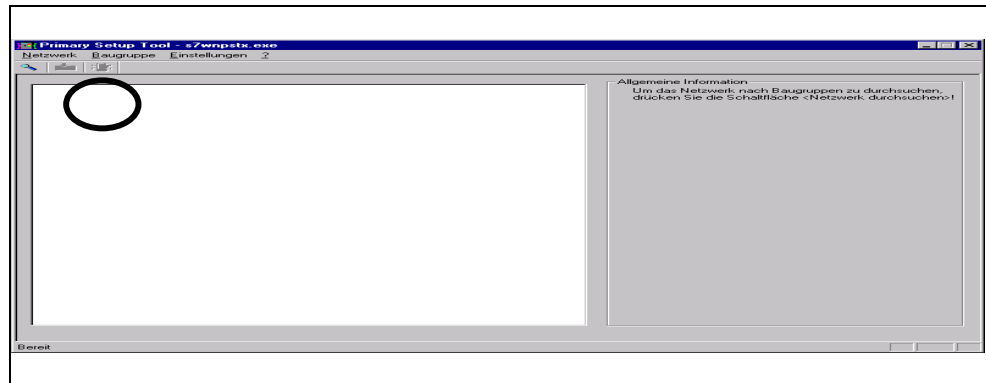 Primary Setup Tool - s7wnpstx.exe
Netzwerk Baugruppe Einstellungen ?
Allgemeine Information
Um das Netzwerk nach Baugruppen zu durchsuchen,
drücken Sie die Schaltfläche <Netzwerk durchsuchen>!
Bereit